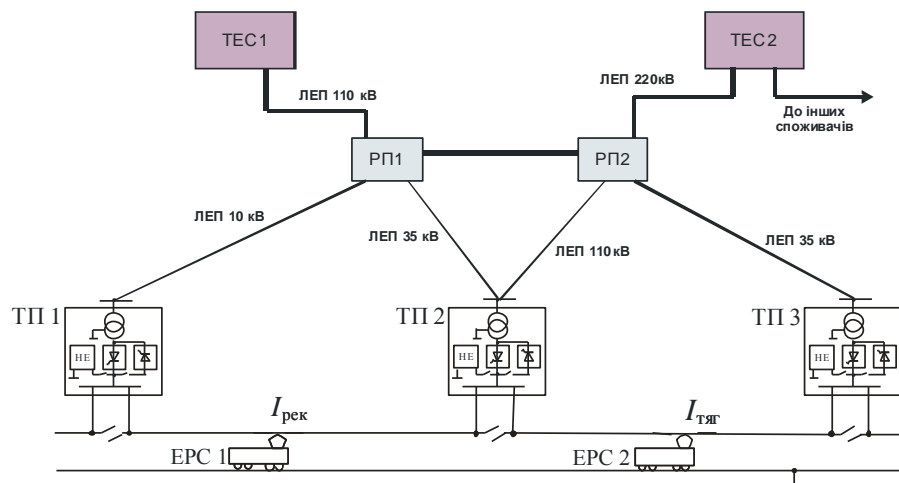 ТЕС1
ТЕС2
ЛЕП 110 кВ
ЛЕП 220кВ
До інших
споживачів
РП1
РП2
ЛЕП 10 кВ
ЛЕП 35 кВ
ЛЕП 110кВ
ЛЕП 35 кВ
ТП 1
ТП 2
ТП 3
НЕ
НЕ
НЕ
Iрек
Iтяг
ЕРС 1
ЕРС 2